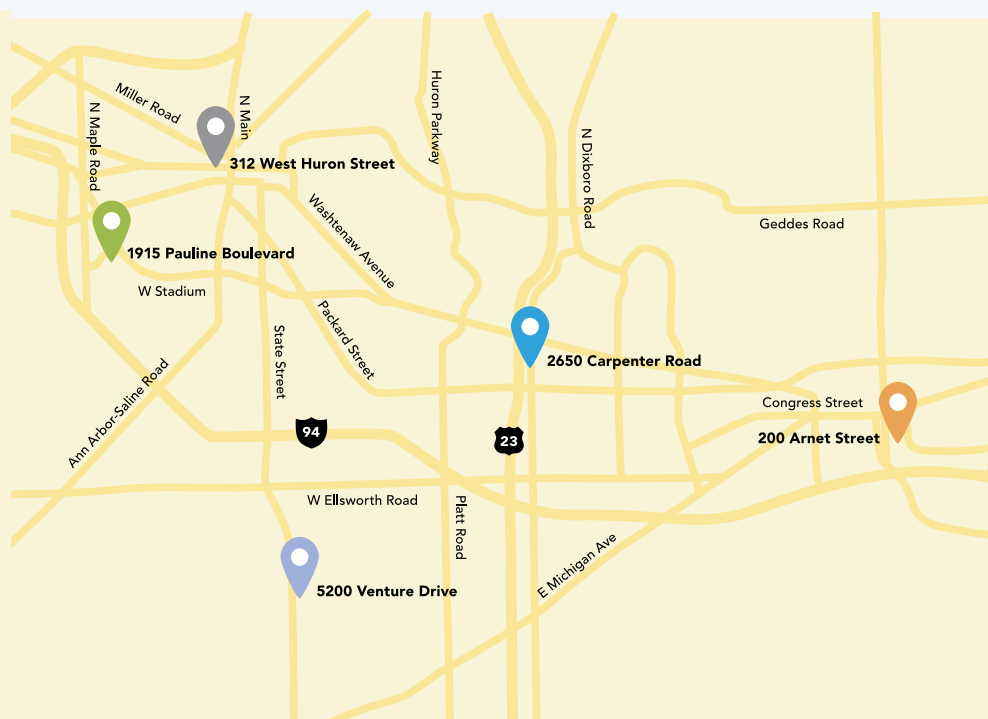 Miller Road
N Main
N Maple Road
Huron Parkway
N Dixboro Road
312 West Huron Street
Washtenaw Avenue
Geddes Road
1915 Pauline Boulevard
W Stadium
Packard Street
State Street
2650 Carpenter Road
Ann Arbor-Saline Road
Congress Street
94
23
200 Arnet Street
W Ellsworth Road
Platt Road
E Michigan Ave
5200 Venture Drive